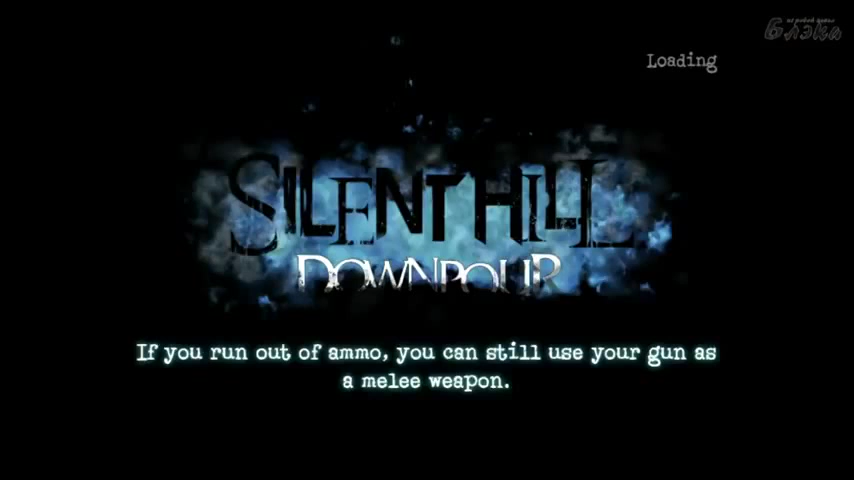 Блэка
Loading
SILENT HILL
DOWNPOUR
If you run out of ammo, you can still use your gun as
a melee weapon.